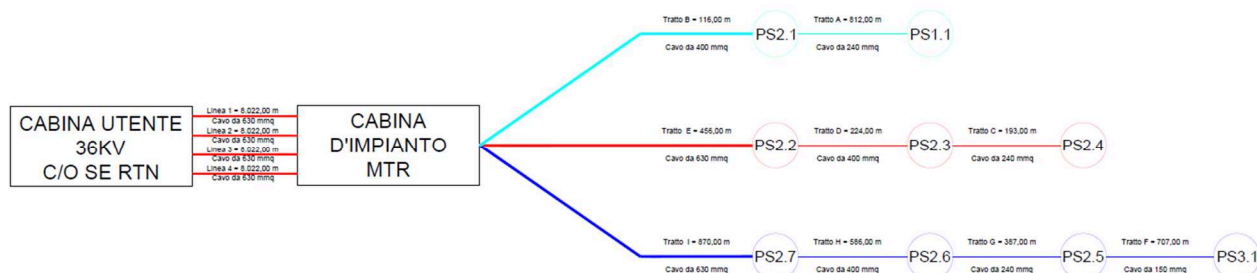 Tratto B = 116,00 m
Tratto A = 812,00 m
PS2.1
PS1.1
Cavo da 400 mmq
Cavo da 240 mmq
CABINA UTENTE
36KV
C/O SE RTN
Linea 1 = 8.022,00 m
Cavo da 630 mmq
Linea 2 = 8.022,00 m
Cavo da 630 mmq
Linea 3 = 8.022,00 m
Cavo da 630 mmq
Linea 4 = 8.022,00 m
Cavo da 630 mmq
CABINA
D'IMPIANTO
MTR
Tratto E = 456,00 m
Tratto D = 224,00 m
Tratto C = 193,00 m
PS2.2
PS2.3
PS2.4
Cavo da 630 mmq
Cavo da 400 mmq
Cavo da 240 mmq
Tratto I = 870,00 m
Tratto H = 586,00 m
Tratto G = 387,00 m
Tratto F = 707,00 m
PS2.7
PS2.6
PS2.5
PS3.1
Cavo da 630 mmq
Cavo da 400 mmq
Cavo da 240 mmq
Cavo da 150 mmq